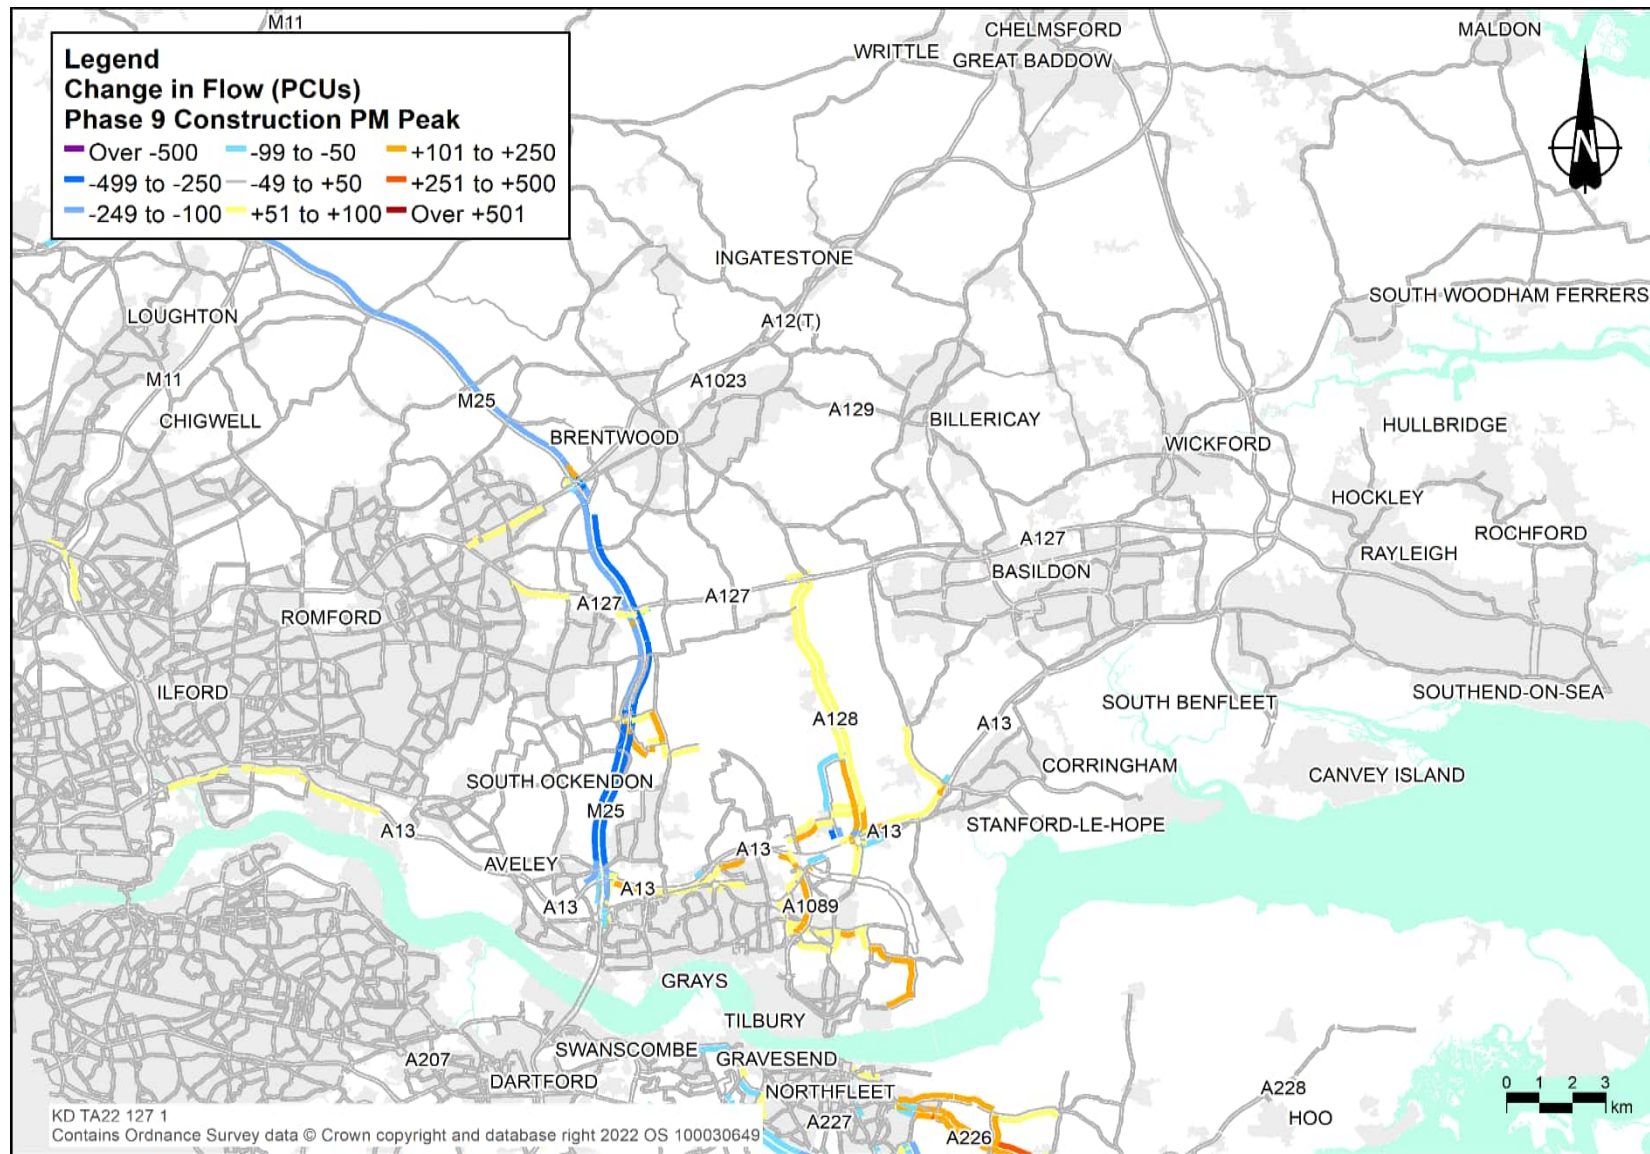 M11
CHELMSFORD
MALDON
WRITTLE
GREAT BADDOW
Legend
Change in Flow (PCUs)
Phase 9 Construction PM Peak
Over -500 -99 to -50 +101 to +250
-499 to -250 -49 to +50 +251 to +500
-249 to -100 +51 to +100 Over +501
N
INGATESTONE
SOUTH WOODHAM FERRERS
LOUGHTON
A12(T)
M11
A1023
M25
A129
CHIGWELL
BILLERICAY
HULLBRIDGE
BRENTWOOD
WICKFORD
HOCKLEY
ROCHFORD
A127
RAYLEIGH
BASILDON
A127
A127
ROMFORD
ILFORD
SOUTHEND-ON-SEA
SOUTH BENFLEET
A128
A13
CORRINGHAM
CANVEY ISLAND
SOUTH OCKENDON
M25
STANFORD-LE-HOPE
A13
A13
A13
AVELEY
A13
A13
A1089
GRAYS
TILBURY
SWANSCOMBE
GRAVESEND
A207
DARTFORD
NORTHFLEET
A228
HOO
A227
A226
0 1 2 3
km
KD TA22 127 1
Contains Ordnance Survey data © Crown copyright and database right 2022 OS 100030649